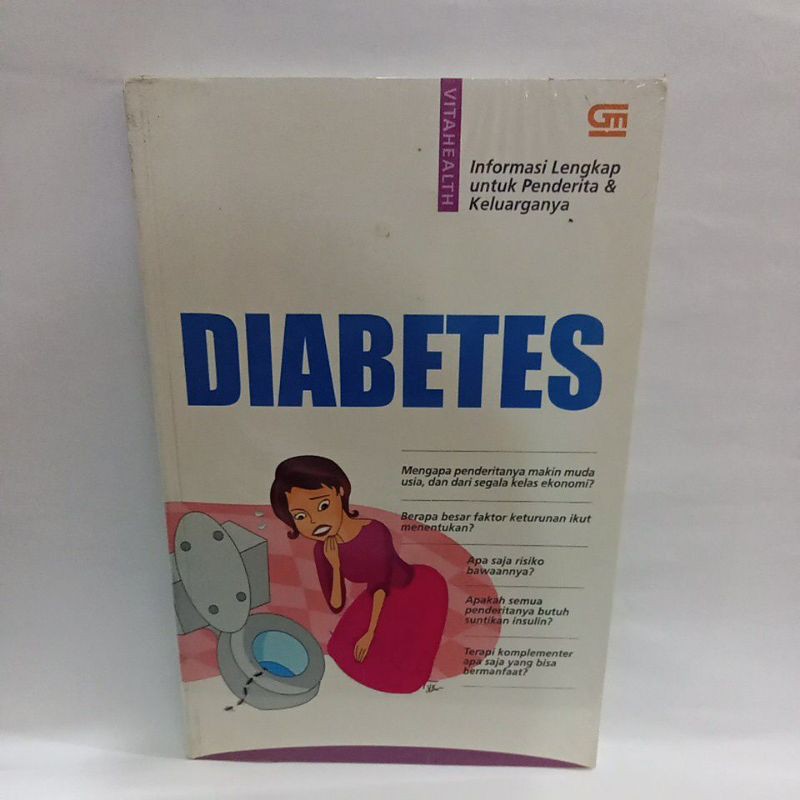 VITAHEALTH
GM
Informasi Lengkap
untuk Penderita &
Keluarganya
DIABETES
Mengapa penderitanya makin muda
usia, dan dari segala kelas ekonomi?
Berapa besar faktor keturunan ikut
menentukan?
Apa saja risiko
bawaannya?
Apakah semua
penderitanya butuh
suntikan insulin?
Terapi komplementer
apa saja yang bisa
bermanfaat?